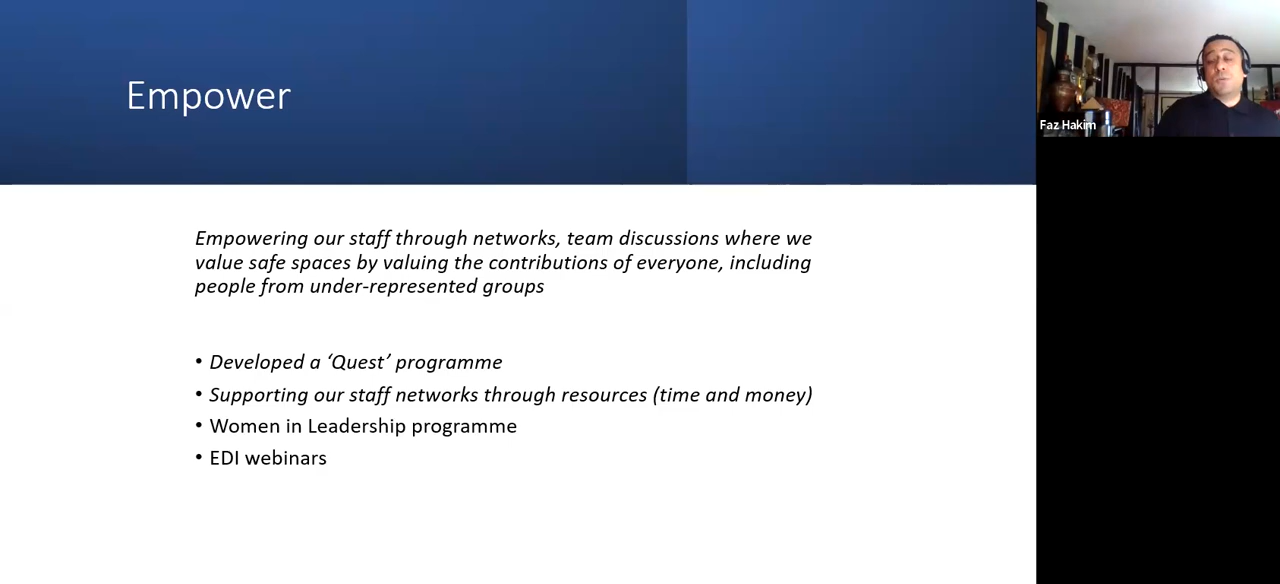 Empower
Faz Hakim
Empowering our staff through networks, team discussions where we
value safe spaces by valuing the contributions of everyone, including
people from under-represented groups
• Developed a ‘Quest’ programme
• Supporting our staff networks through resources (time and money)
• Women in Leadership programme
• EDI webinars